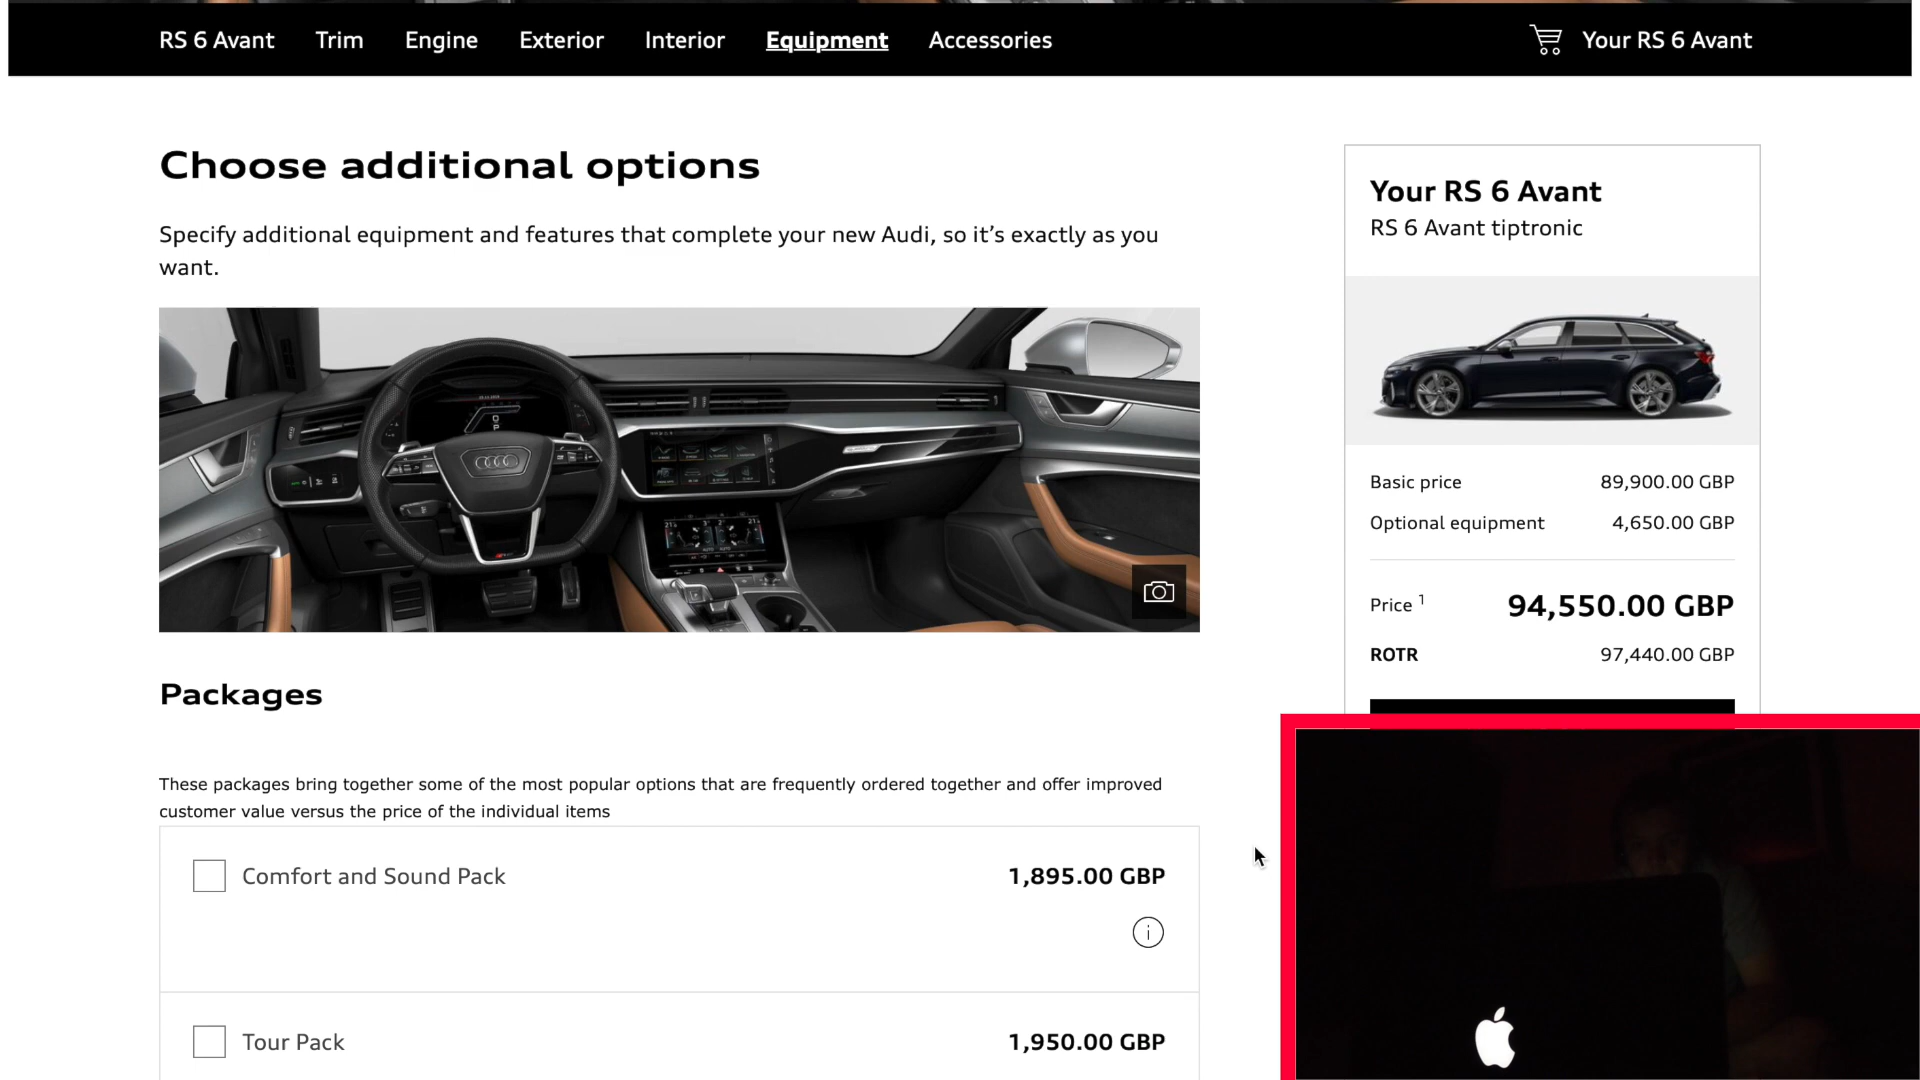 RS 6 Avant Trim Engine Exterior Interior Equipment Accessories Your RS 6 Avant
Choose additional options
Specify additional equipment and features that complete your new Audi, so it’s exactly as you
want.
Your RS 6 Avant
RS 6 Avant tiptronic
Basic price 89,900.00 GBP
Optional equipment 4,650.00 GBP
Price 1 94,550.00 GBP
ROTR 97,440.00 GBP
Packages
These packages bring together some of the most popular options that are frequently ordered together and offer improved
customer value versus the price of the individual items
Comfort and Sound Pack 1,895.00 GBP
Tour Pack 1,950.00 GBP